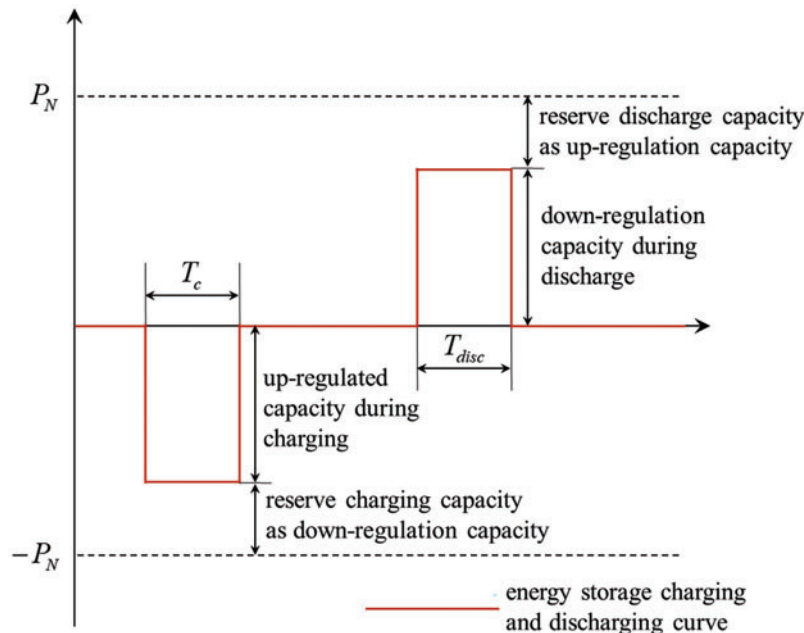 P_N
reserve discharge capacity
as up-regulation capacity
down-regulation
capacity during
discharge
T_c
T_disc
up-regulated
capacity during
charging
reserve charging capacity
as down-regulation capacity
−P_N
energy storage charging
and discharging curve